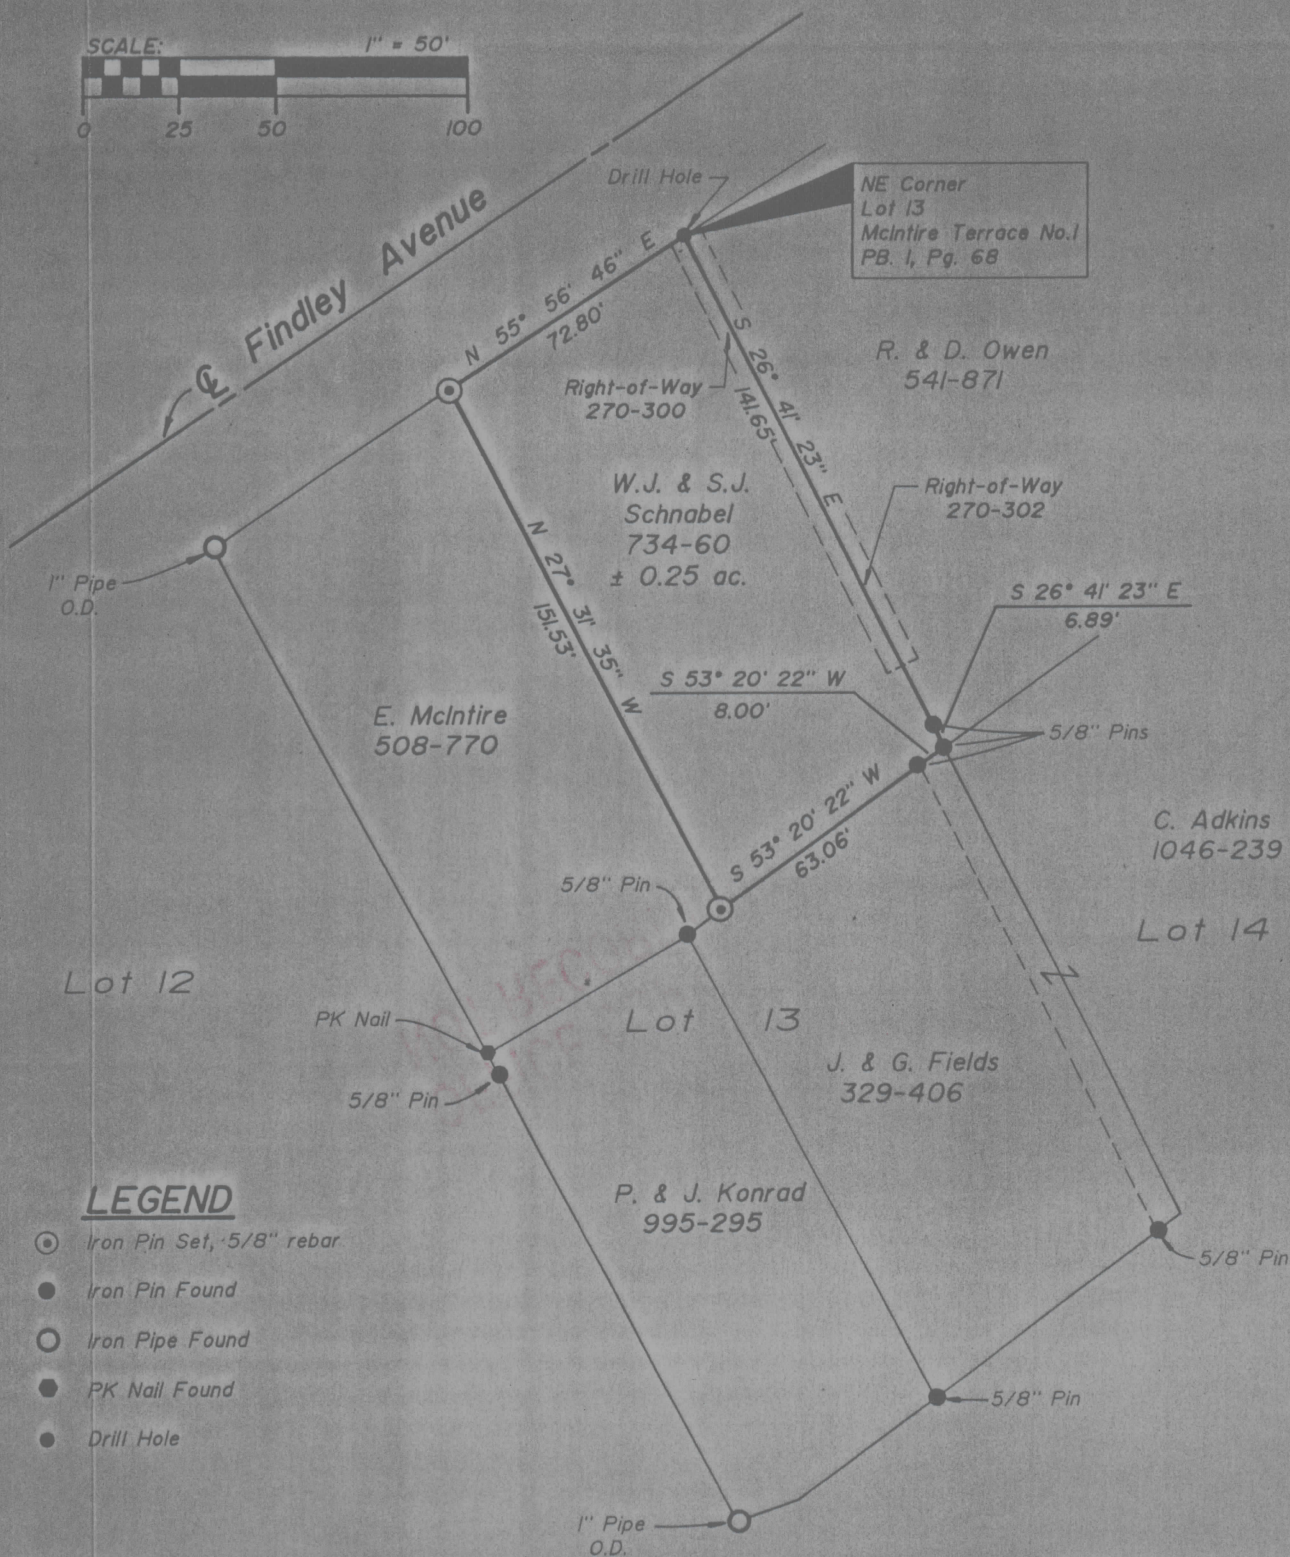 SCALE: 1" = 50'
0 25 50 100
Drill Hole
NE Corner
Lot 13
McIntire Terrace No.1
PB. 1, Pg. 68
℄ Findley Avenue
N 55° 56' 46" E
72.80'
S 26° 41' 23" E
141.65'
R. & D. Owen
541-871
Right-of-Way
270-300
W.J. & S.J.
Schnabel
734-60
± 0.25 ac.
Right-of-Way
270-302
N 27° 31' 35" W
151.53'
1" Pipe
O.D.
S 26° 41' 23" E
6.89'
S 53° 20' 22" W
8.00'
E. McIntire
508-770
5/8" Pins
S 53° 20' 22" W
63.06'
C. Adkins
1046-239
5/8" Pin
Lot 14
Lot 12
PK Nail
Lot 13
5/8" Pin
J. & G. Fields
329-406
P. & J. Konrad
995-295
LEGEND
Iron Pin Set, 5/8" rebar
Iron Pin Found
Iron Pipe Found
PK Nail Found
Drill Hole
5/8" Pin
5/8" Pin
1" Pipe
O.D.